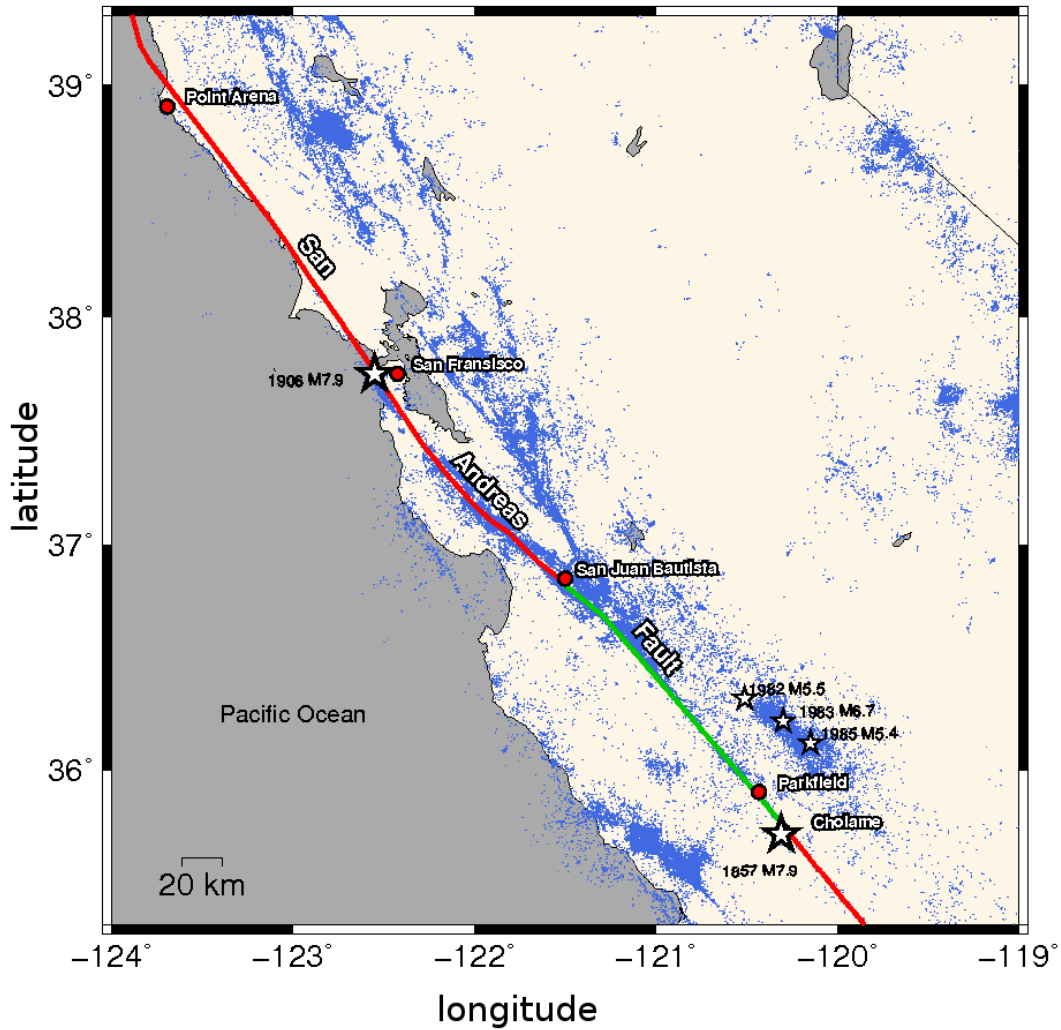 39°
38°
37°
36°
latitude
Point Arena
San
San Fransisco
1906 M7.9
Andreas
San Juan Bautista
Fault
1982 M5.5
1983 M6.7
1985 M5.4
Pacific Ocean
Parkfield
Cholame
1857 M7.9
20 km
−124° −123° −122° −121° −120° −119°
longitude